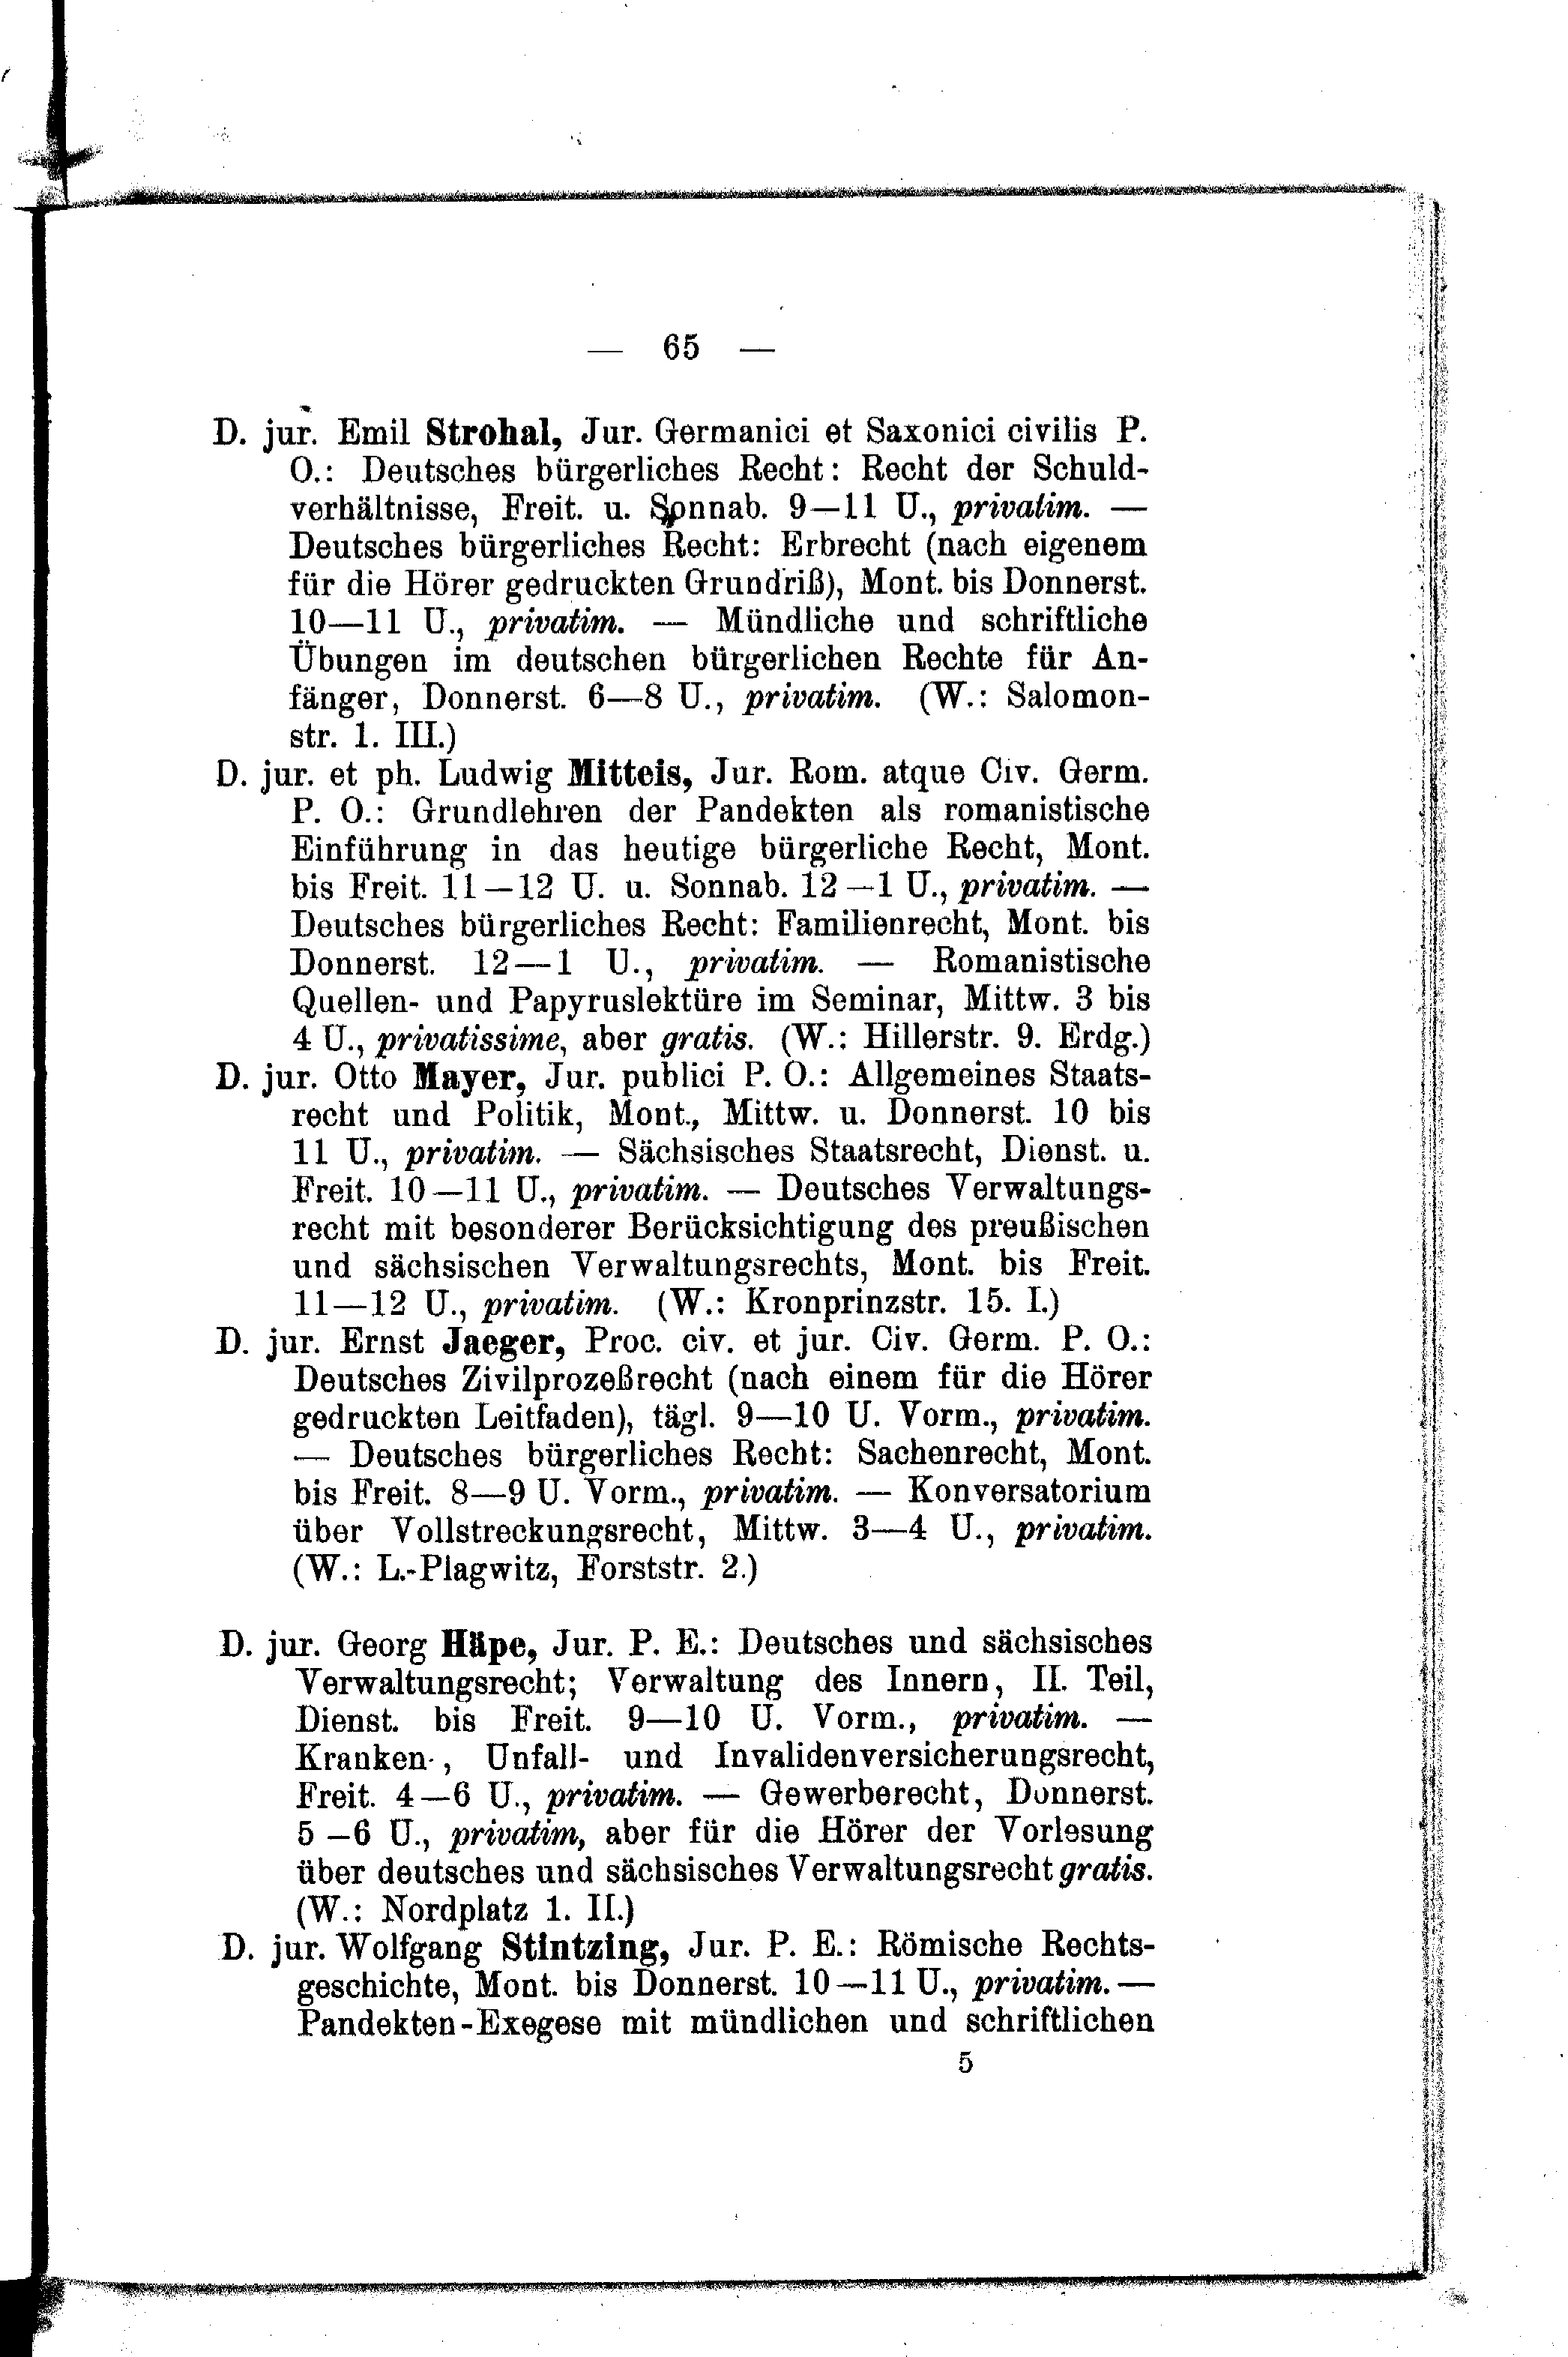 — 65 —
D. jur. Emil Strohal, Jur. Germanici et Saxonici civilis P.
O.: Deutsches bürgerliches Recht: Recht der Schuld-
verhältnisse, Freit. u. Sonnab. 9—11 U., privatim. —
Deutsches bürgerliches Recht: Erbrecht (nach eigenem
für die Hörer gedruckten Grundriß), Mont. bis Donnerst.
10—11 U., privatim. — Mündliche und schriftliche
Übungen im deutschen bürgerlichen Rechte für An-
fänger, Donnerst. 6—8 U., privatim. (W.: Salomon-
str. 1. III.)
D. jur. et ph. Ludwig Mitteis, Jur. Rom. atque Civ. Germ.
P. O.: Grundlehren der Pandekten als romanistische
Einführung in das heutige bürgerliche Recht, Mont.
bis Freit. 11—12 U. u. Sonnab. 12—1 U., privatim. —
Deutsches bürgerliches Recht: Familienrecht, Mont. bis
Donnerst. 12—1 U., privatim. — Romanistische
Quellen- und Papyruslektüre im Seminar, Mittw. 3 bis
4 U., privatissime, aber gratis. (W.: Hillerstr. 9. Erdg.)
D. jur. Otto Mayer, Jur. publici P. O.: Allgemeines Staats-
recht und Politik, Mont., Mittw. u. Donnerst. 10 bis
11 U., privatim. — Sächsisches Staatsrecht, Dienst. u.
Freit. 10—11 U., privatim. — Deutsches Verwaltungs-
recht mit besonderer Berücksichtigung des preußischen
und sächsischen Verwaltungsrechts, Mont. bis Freit.
11—12 U., privatim. (W.: Kronprinzstr. 15. I.)
D. jur. Ernst Jaeger, Proc. civ. et jur. Civ. Germ. P. O.:
Deutsches Zivilprozeßrecht (nach einem für die Hörer
gedruckten Leitfaden), tägl. 9—10 U. Vorm., privatim.
— Deutsches bürgerliches Recht: Sachenrecht, Mont.
bis Freit. 8—9 U. Vorm., privatim. — Konversatorium
über Vollstreckungsrecht, Mittw. 3—4 U., privatim.
(W.: L.-Plagwitz, Forststr. 2.)
D. jur. Georg Häpe, Jur. P. E.: Deutsches und sächsisches
Verwaltungsrecht; Verwaltung des Innern, II. Teil,
Dienst. bis Freit. 9—10 U. Vorm., privatim. —
Kranken-, Unfall- und Invalidenversicherungsrecht,
Freit. 4—6 U., privatim. — Gewerberecht, Donnerst.
5—6 U., privatim, aber für die Hörer der Vorlesung
über deutsches und sächsisches Verwaltungsrecht gratis.
(W.: Nordplatz 1. II.)
D. jur. Wolfgang Stintzing, Jur. P. E.: Römische Rechts-
geschichte, Mont. bis Donnerst. 10—11 U., privatim. —
Pandekten-Exegese mit mündlichen und schriftlichen
5